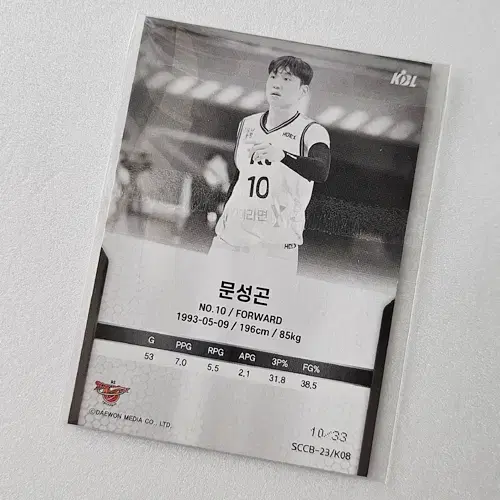 KBL
10
문성곤
NO.10 / FORWARD
1993-05-09 / 196cm / 85kg
G PPG RPG APG 3P% FG%
53 7.0 5.5 2.1 31.8 38.5
ⓒDAEWON MEDIA CO., LTD.
10/33
SCCB-23/K08